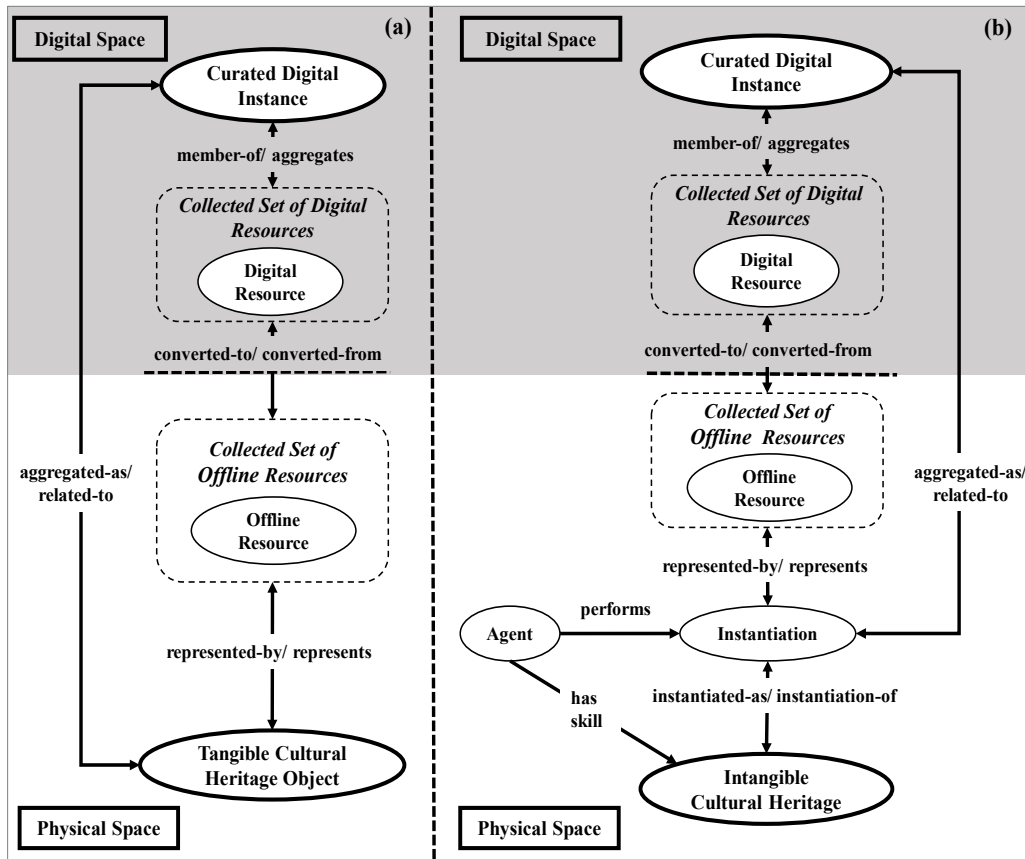 Digital Space
(a)
Curated Digital
Instance
member-of/ aggregates
Collected Set of Digital
Resources
Digital
Resource
converted-to/ converted-from
Collected Set of
Offline Resources
Offline
Resource
aggregated-as/
related-to
represented-by/ represents
Tangible Cultural
Heritage Object
Physical Space
Digital Space
(b)
Curated Digital
Instance
member-of/ aggregates
Collected Set of Digital
Resources
Digital
Resource
converted-to/ converted-from
Collected Set of
Offline Resources
Offline
Resource
aggregated-as/
related-to
represented-by/ represents
performs
Agent
Instantiation
has
skill
instantiated-as/ instantiation-of
Intangible
Cultural Heritage
Physical Space